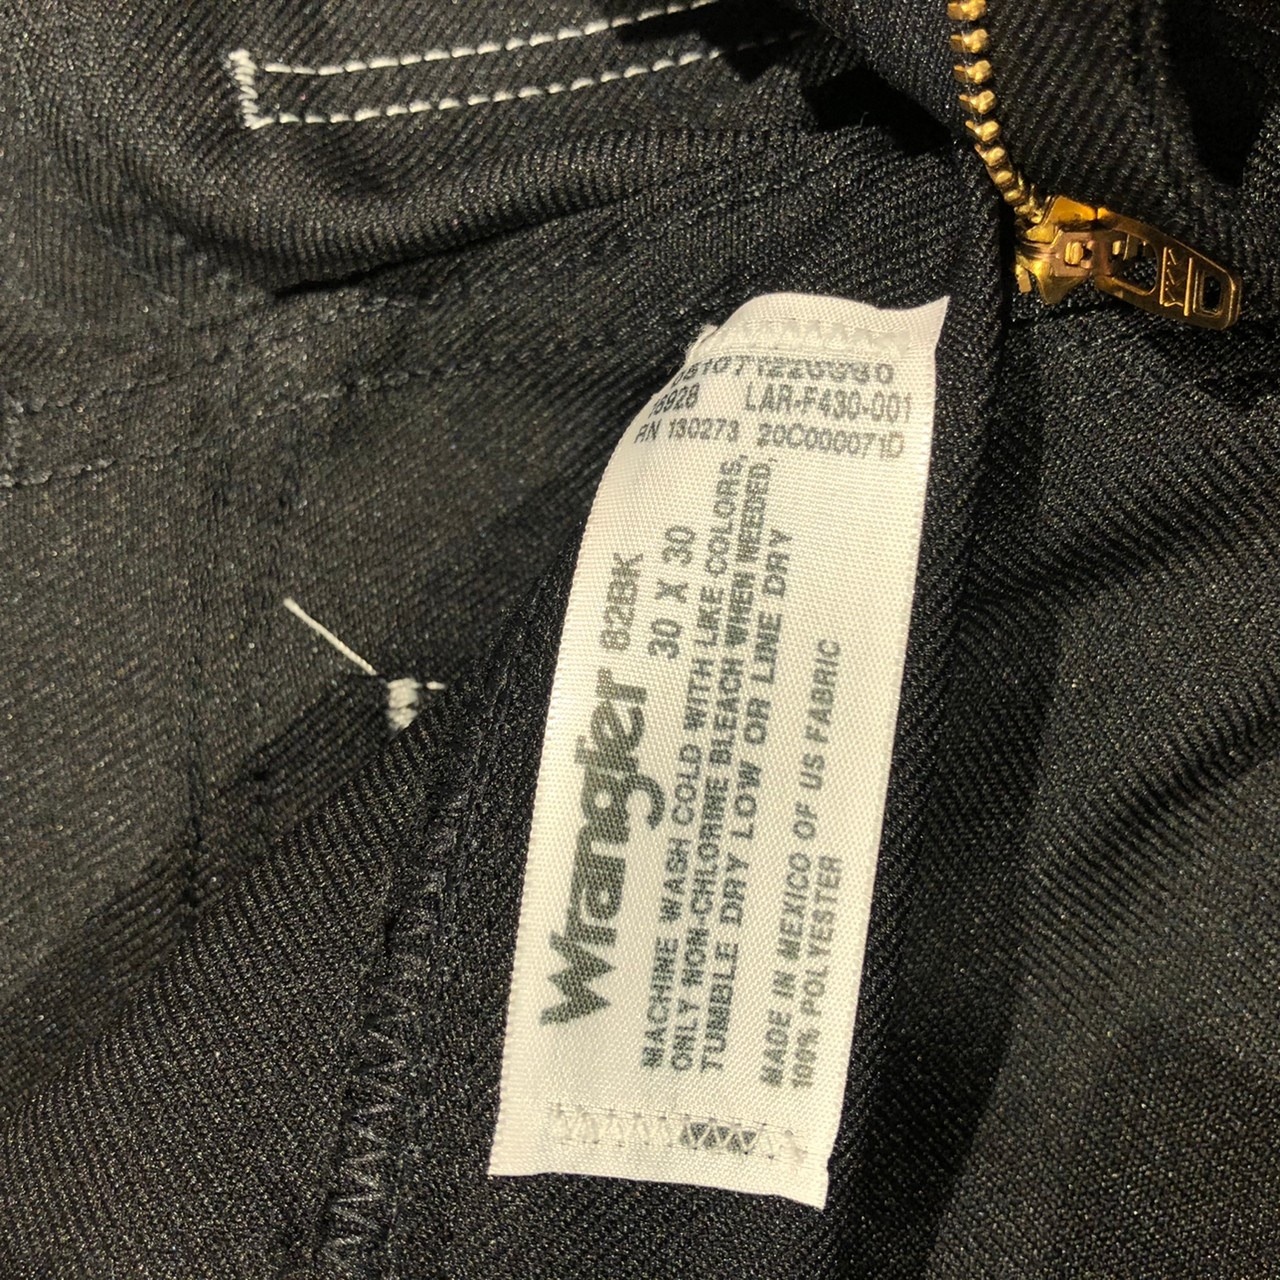 LAR-F430-001
RN 130273 20C000071D
Wrangler 82BK
30 X 30
MACHINE WASH COLD WITH LIKE COLORS,
ONLY NON-CHLORINE BLEACH WHEN NEEDED,
TUMBLE DRY LOW OR LINE DRY
MADE IN MEXICO OF US FABRIC
100% POLYESTER